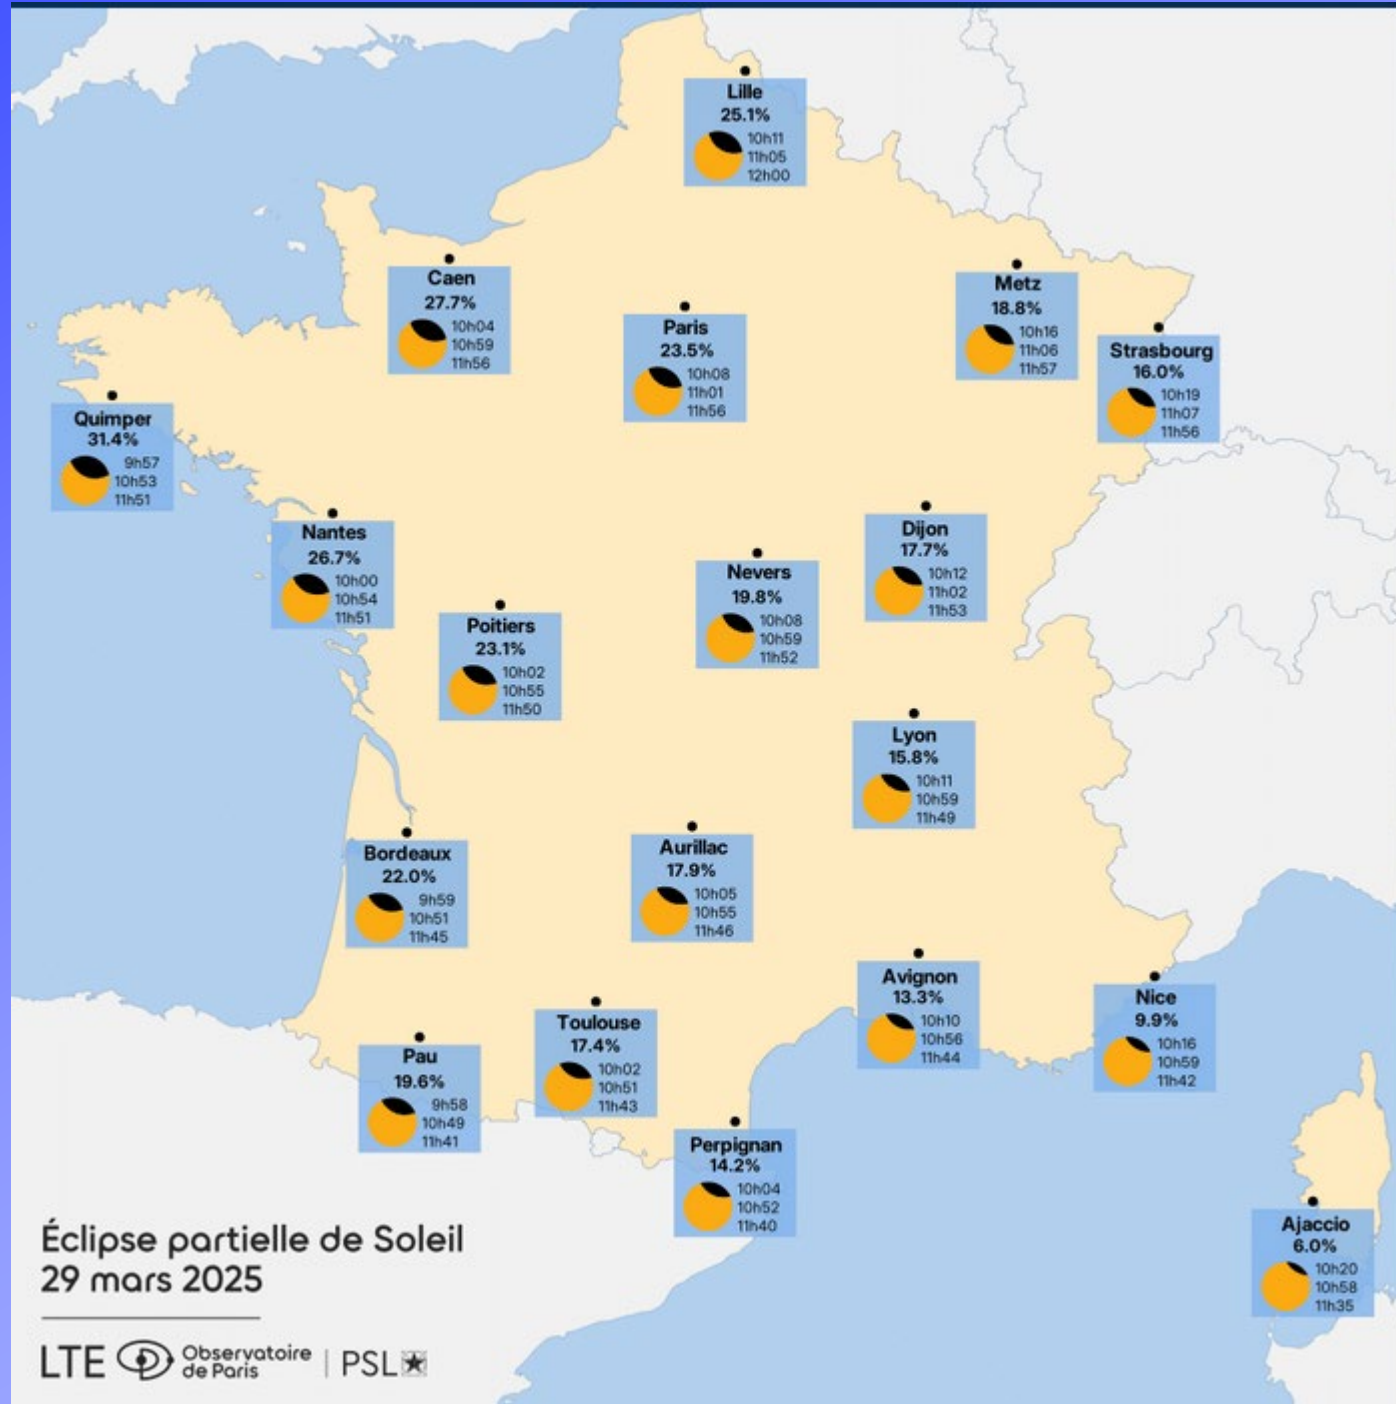 Lille
25.1%
10h11
11h05
12h00
Caen
27.7%
10h04
10h59
11h56
Paris
23.5%
10h08
11h01
11h56
Metz
18.8%
10h16
11h06
11h57
Strasbourg
16.0%
10h19
11h07
11h56
Quimper
31.4%
9h57
10h53
11h51
Nantes
26.7%
10h00
10h54
11h51
Poitiers
23.1%
10h02
10h55
11h50
Nevers
19.8%
10h08
10h59
11h52
Dijon
17.7%
10h12
11h02
11h53
Lyon
15.8%
10h11
10h59
11h49
Bordeaux
22.0%
9h59
10h51
11h45
Aurillac
17.9%
10h05
10h55
11h46
Avignon
13.3%
10h10
10h56
11h44
Nice
9.9%
10h16
10h59
11h42
Toulouse
17.4%
10h02
10h51
11h43
Pau
19.6%
9h58
10h49
11h41
Perpignan
14.2%
10h04
10h52
11h40
Ajaccio
6.0%
10h20
10h58
11h35
Éclipse partielle de Soleil
29 mars 2025
LTE Observatoire de Paris | PSL